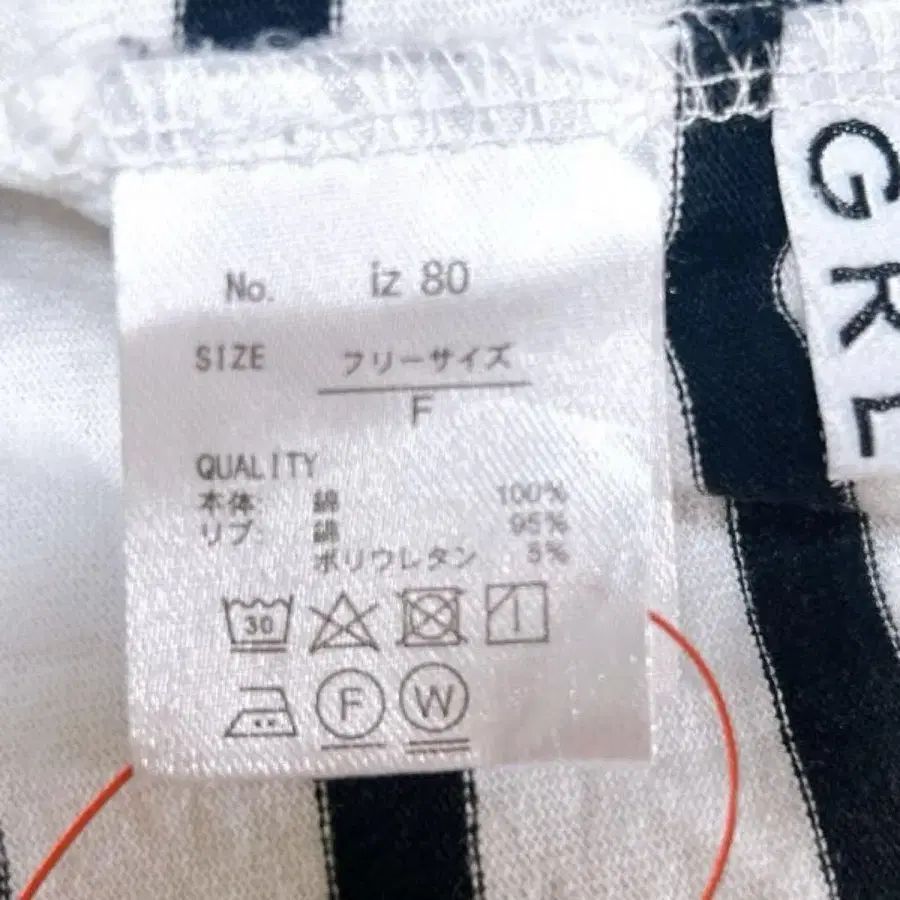 No. iz 80
SIZE フリーサイズ
F
QUALITY
本体 綿 100%
リブ: 綿 95%
ポリウレタン 5%
30
F W
GRL